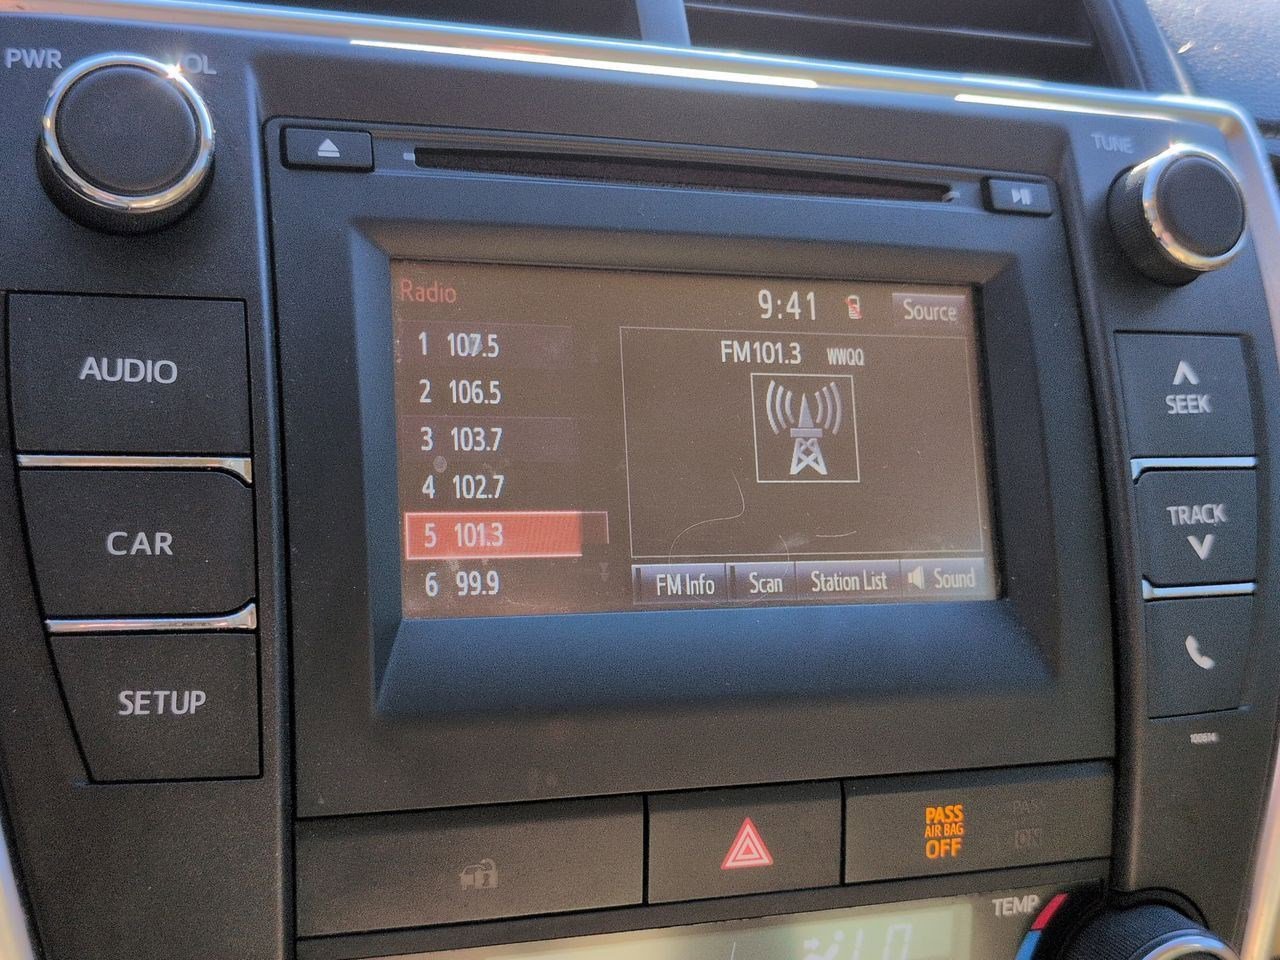 PWR
VOL
TUNE
AUDIO
CAR
SETUP
Radio
9:41
Source
1 107.5
2 106.5
3 103.7
4 102.7
5 101.3
6 99.9
FM101.3 WWQQ
FM Info
Scan
Station List
Sound
SEEK
TRACK
100614
PASS
AIR BAG
OFF
ON
TEMP